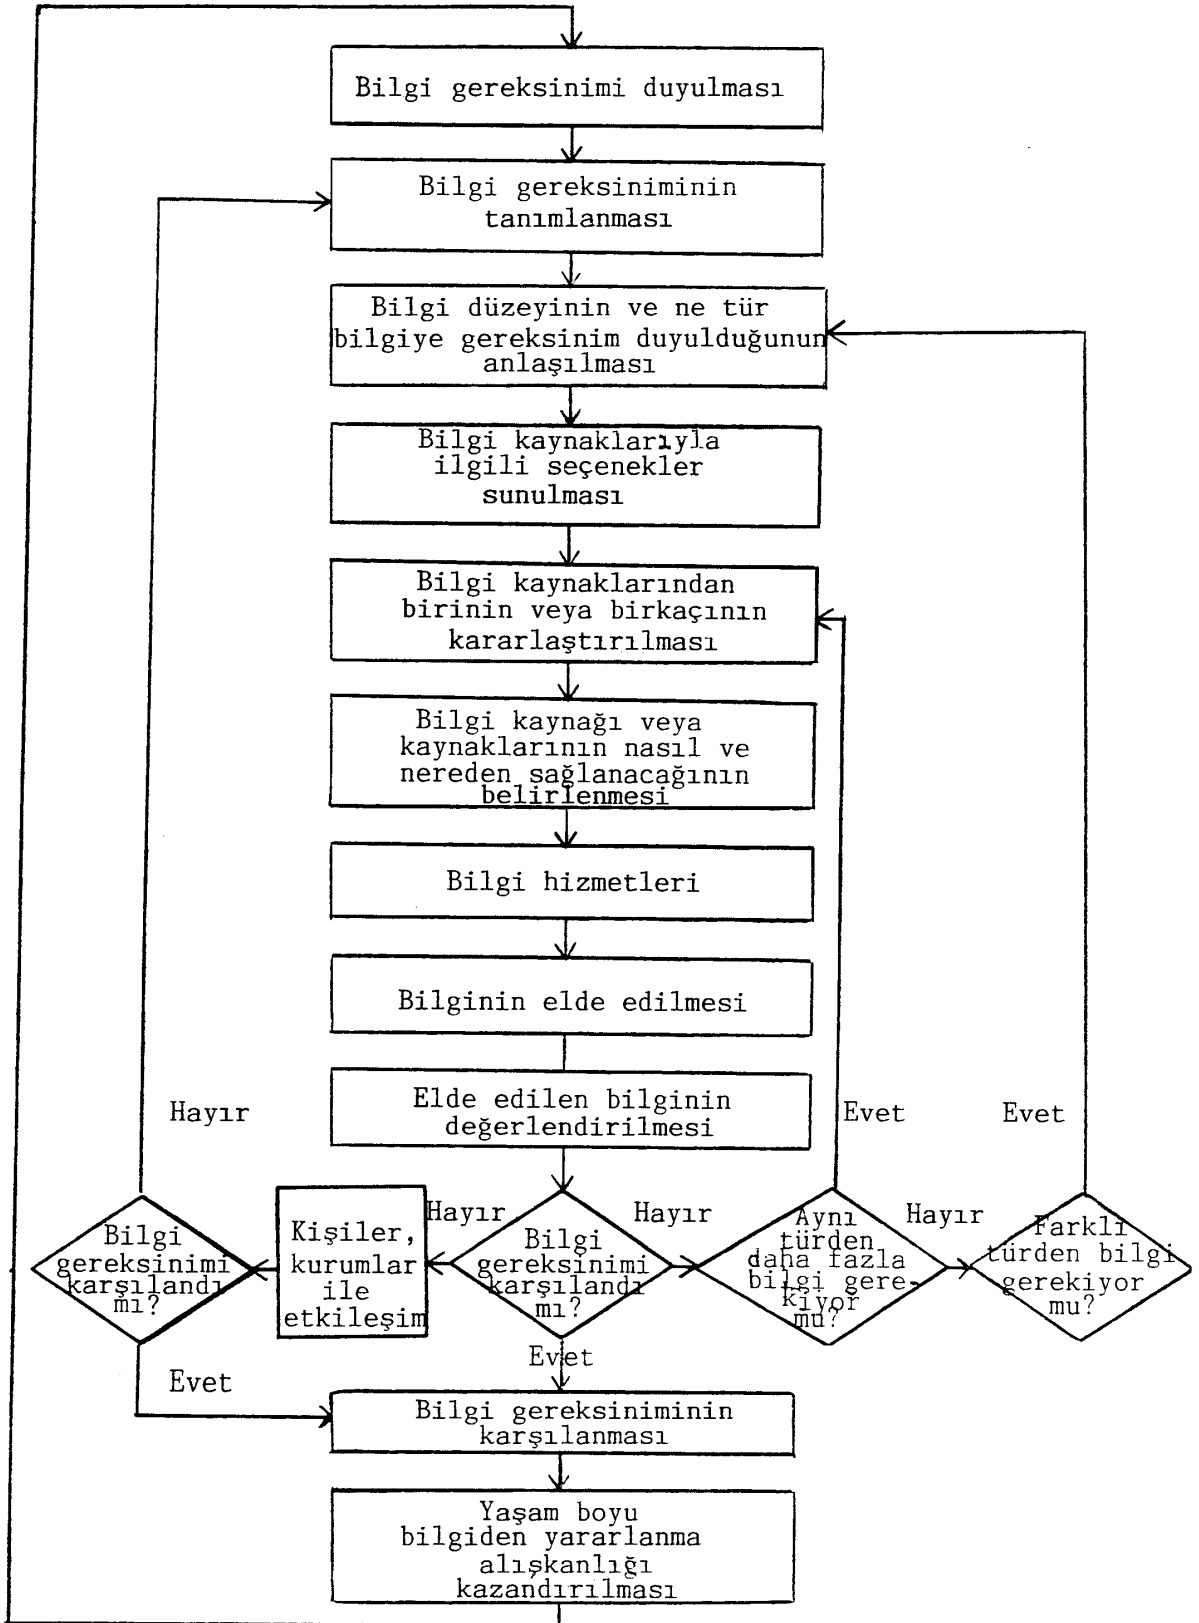 Bilgi gereksinimi duyulması
Bilgi gereksiniminin
tanımlanması
Bilgi düzeyinin ve ne tür
bilgiye gereksinim duyulduğunun
anlaşılması
Bilgi kaynaklarıyla
ilgili seçenekler
sunulması
Bilgi kaynaklarından
birinin veya birkaçının
kararlaştırılması
Bilgi kaynağı veya
kaynaklarının nasıl ve
nereden sağlanacağının
belirlenmesi
Bilgi hizmetleri
Bilginin elde edilmesi
Elde edilen bilginin
değerlendirilmesi
Hayır
Evet
Evet
Bilgi
gereksinimi
karşılandı
mı?
Kişiler,
kurumlar
ile
etkileşim
Hayır
Bilgi
gereksinimi
karşılandı
mı?
Hayır
Aynı
türden
daha fazla
bilgi gere-
kiyor
mu?
Hayır
Farklı
türden bilgi
gerekiyor
mu?
Evet
Evet
Bilgi gereksiniminin
karşılanması
Yaşam boyu
bilgiden yararlanma
alışkanlığı
kazandırılması